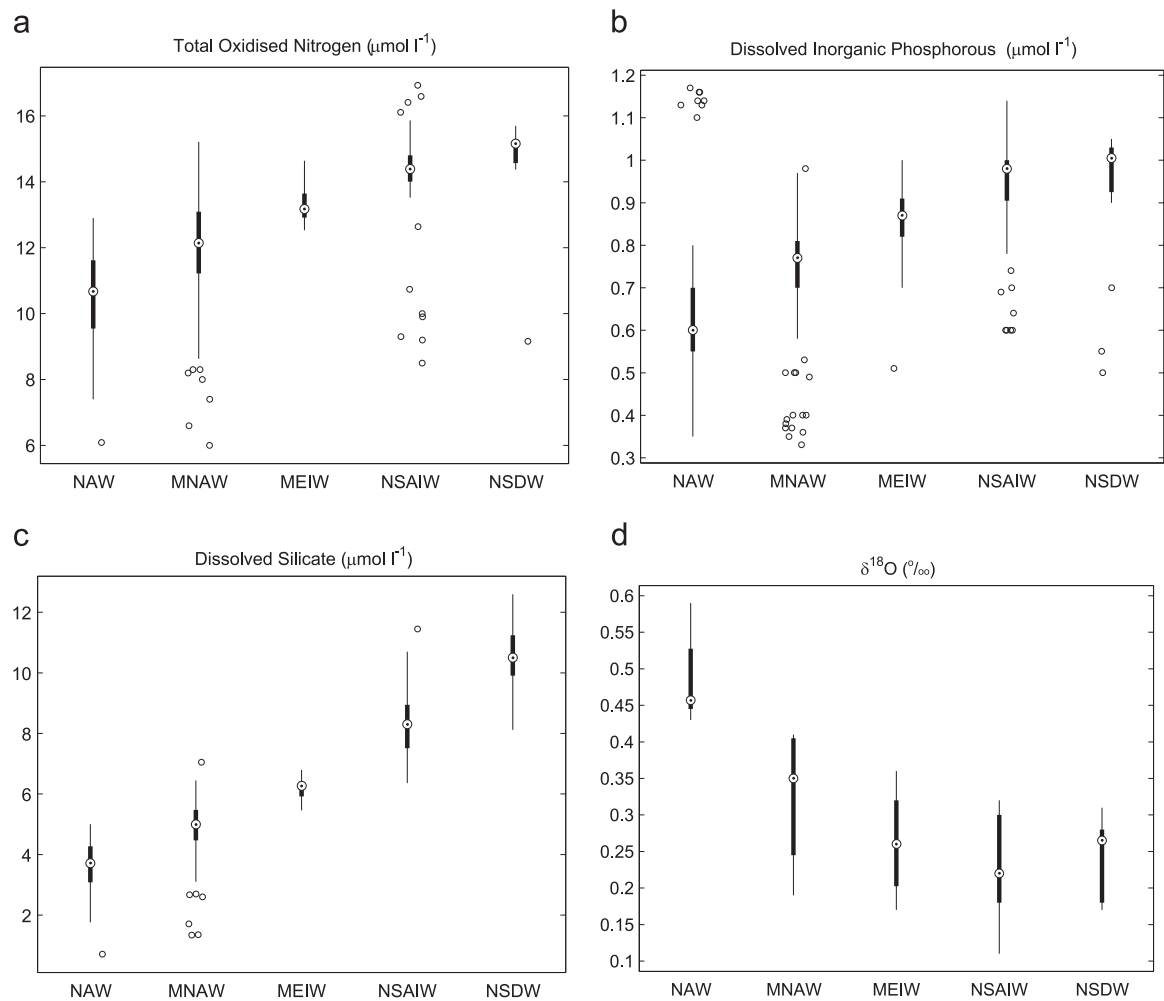 a
Total Oxidised Nitrogen (μmol l⁻¹)
16
14
12
10
8
6
NAW MNAW MEIW NSAIW NSDW
b
Dissolved Inorganic Phosphorous (μmol l⁻¹)
1.2
1.1
1
0.9
0.8
0.7
0.6
0.5
0.4
0.3
NAW MNAW MEIW NSAIW NSDW
c
Dissolved Silicate (μmol l⁻¹)
12
10
8
6
4
2
NAW MNAW MEIW NSAIW NSDW
d
δ¹⁸O (°/₀₀)
0.6
0.55
0.5
0.45
0.4
0.35
0.3
0.25
0.2
0.15
0.1
NAW MNAW MEIW NSAIW NSDW